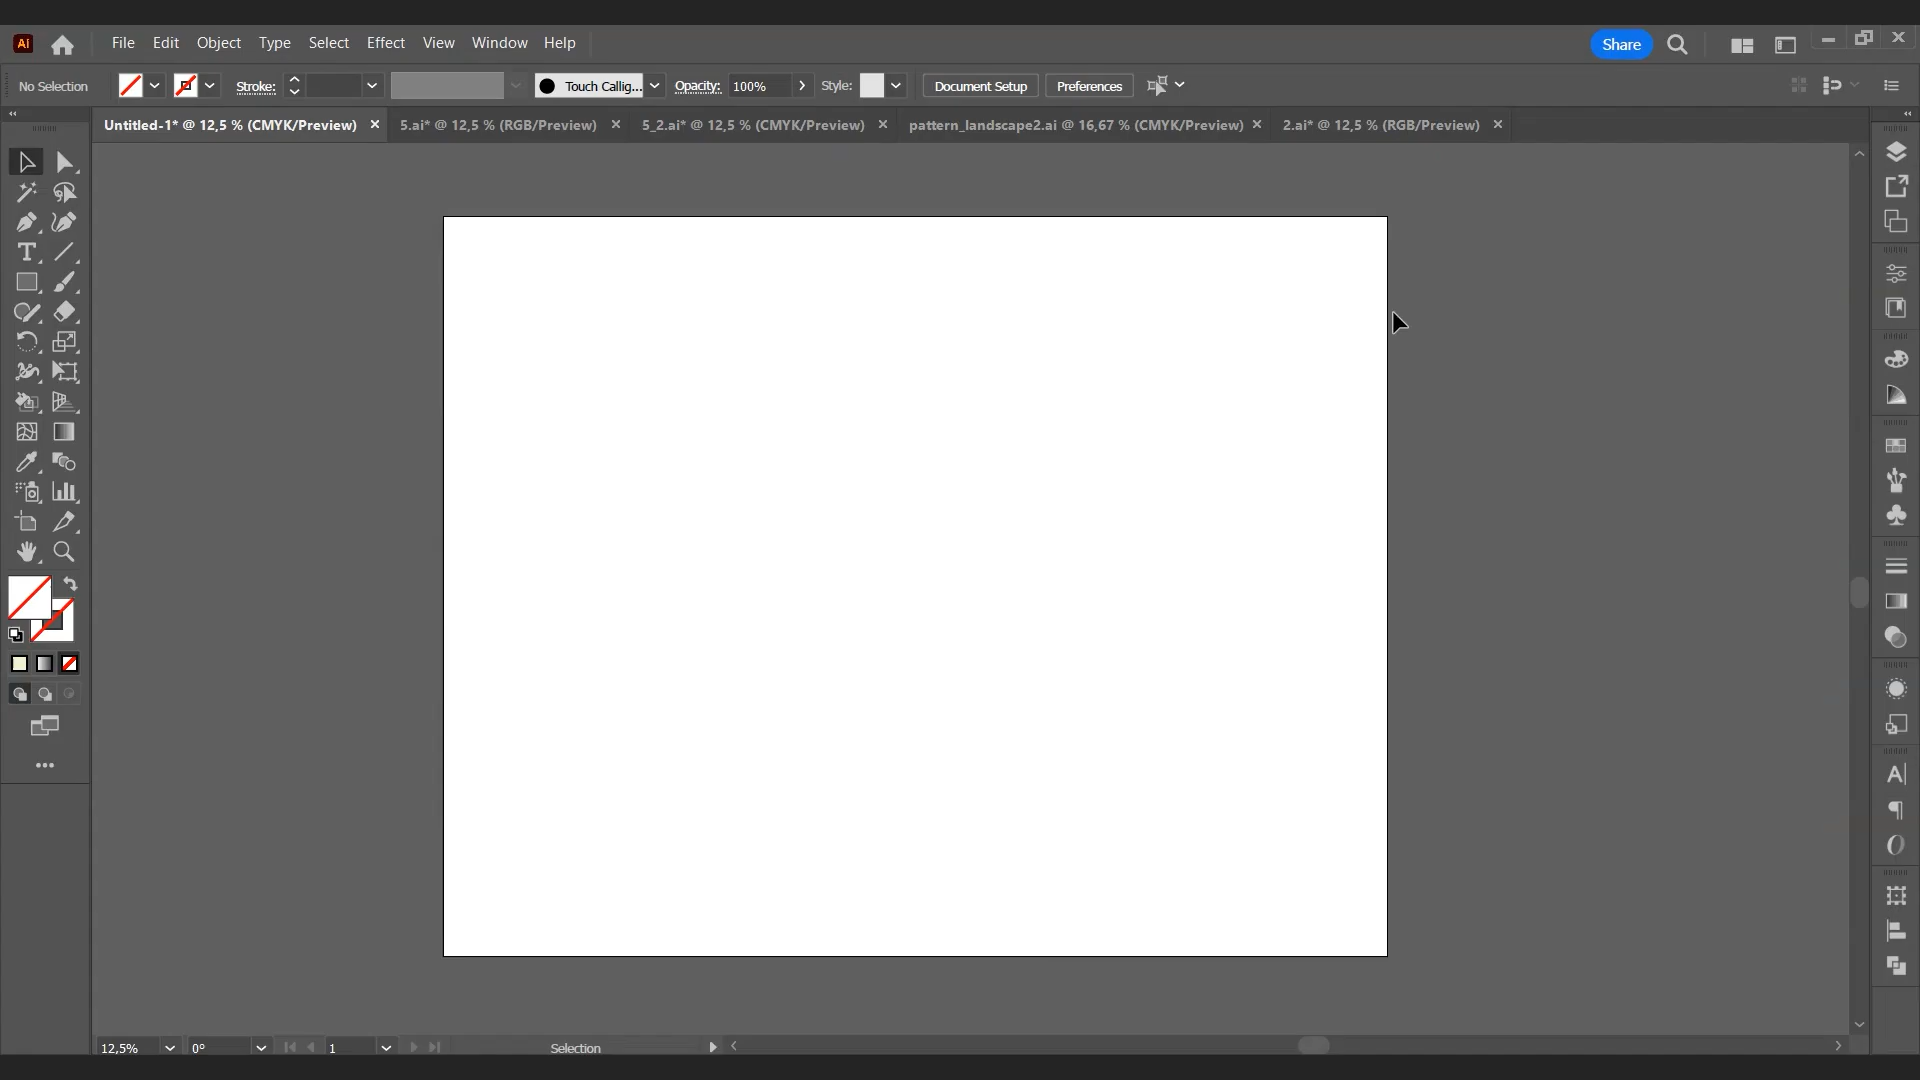 Ai File Edit Object Type Select Effect View Window Help Share
No Selection Stroke: Touch Callig... Opacity: 100% Style: Document Setup Preferences
Untitled-1* @ 12,5 % (CMYK/Preview) 5.ai* @ 12,5 % (RGB/Preview) 5_2.ai* @ 12,5 % (CMYK/Preview) pattern_landscape2.ai @ 16,67 % (CMYK/Preview) 2.ai* @ 12,5 % (RGB/Preview)
12,5% 0° 1 Selection